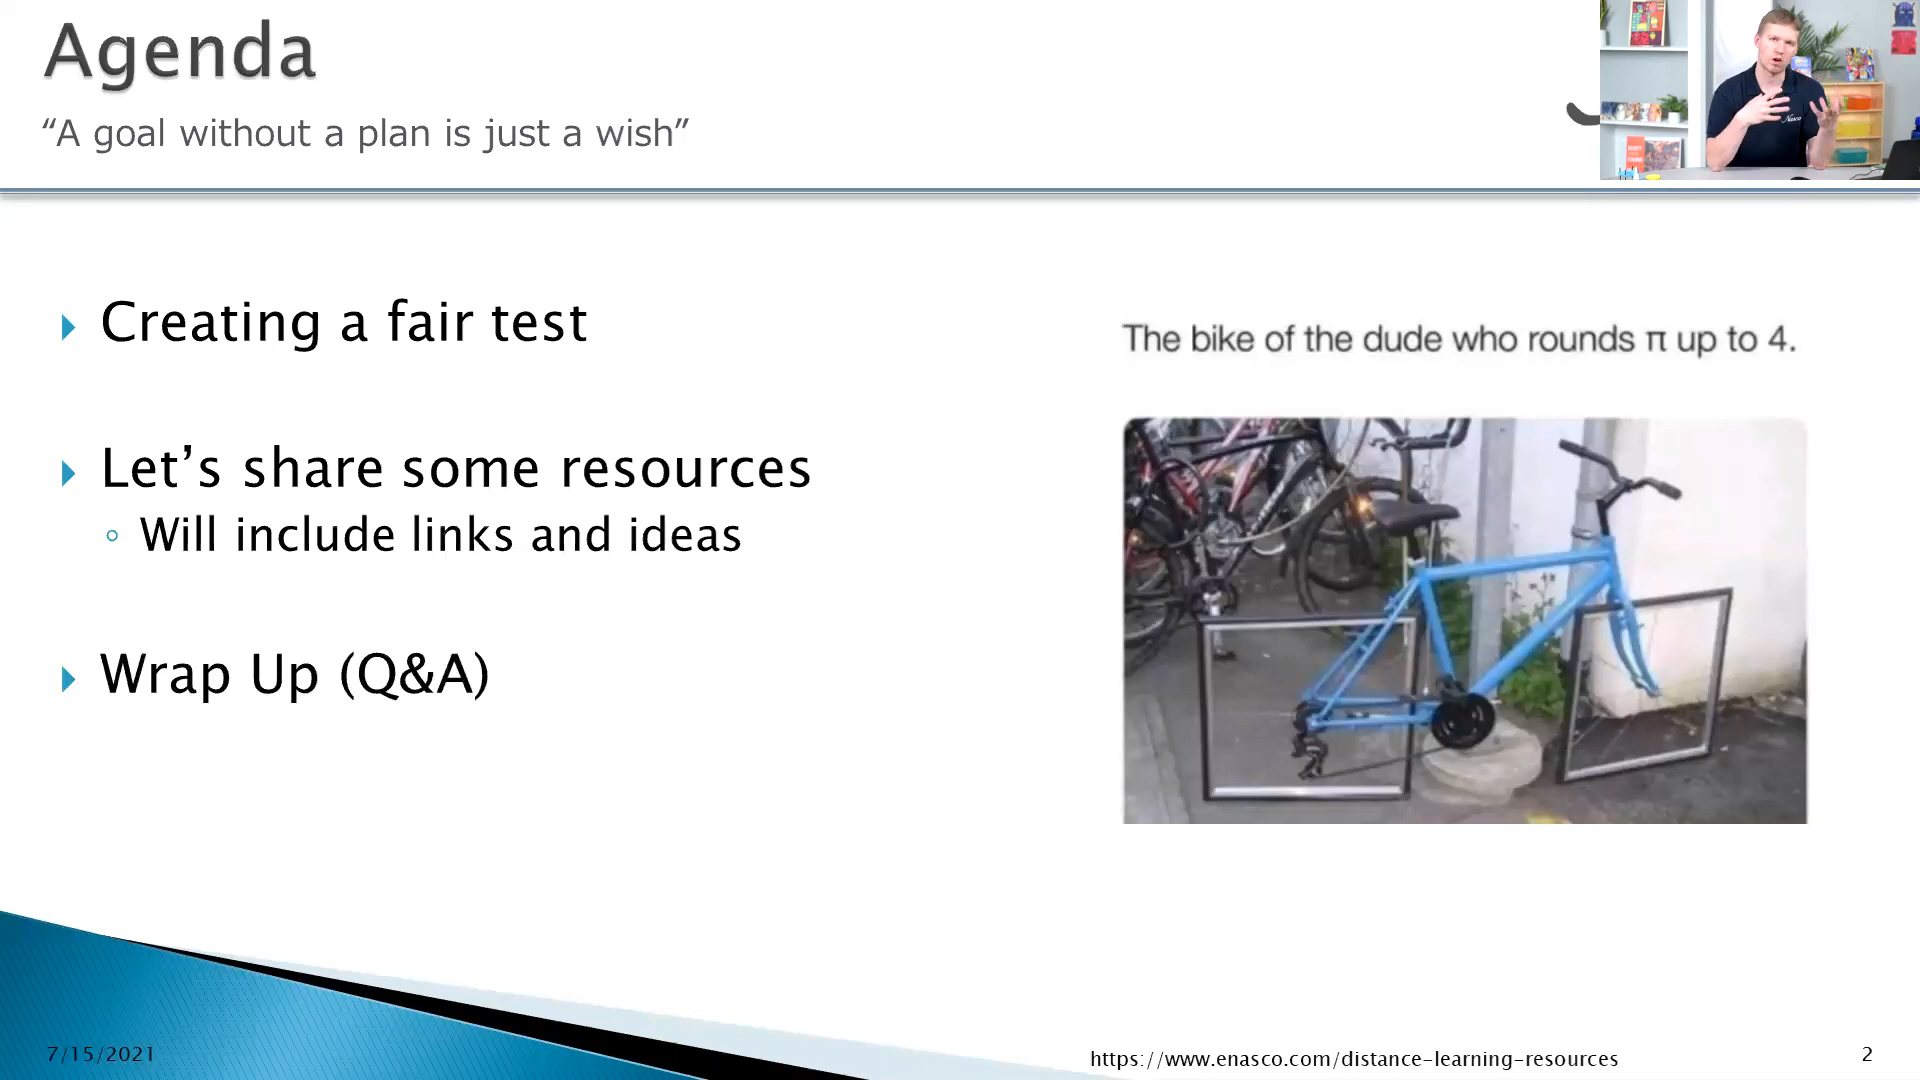 Agenda
“A goal without a plan is just a wish”
Nasco
Creating a fair test
Let’s share some resources
Will include links and ideas
Wrap Up (Q&A)
The bike of the dude who rounds π up to 4.
7/15/2021
https://www.enasco.com/distance-learning-resources
2